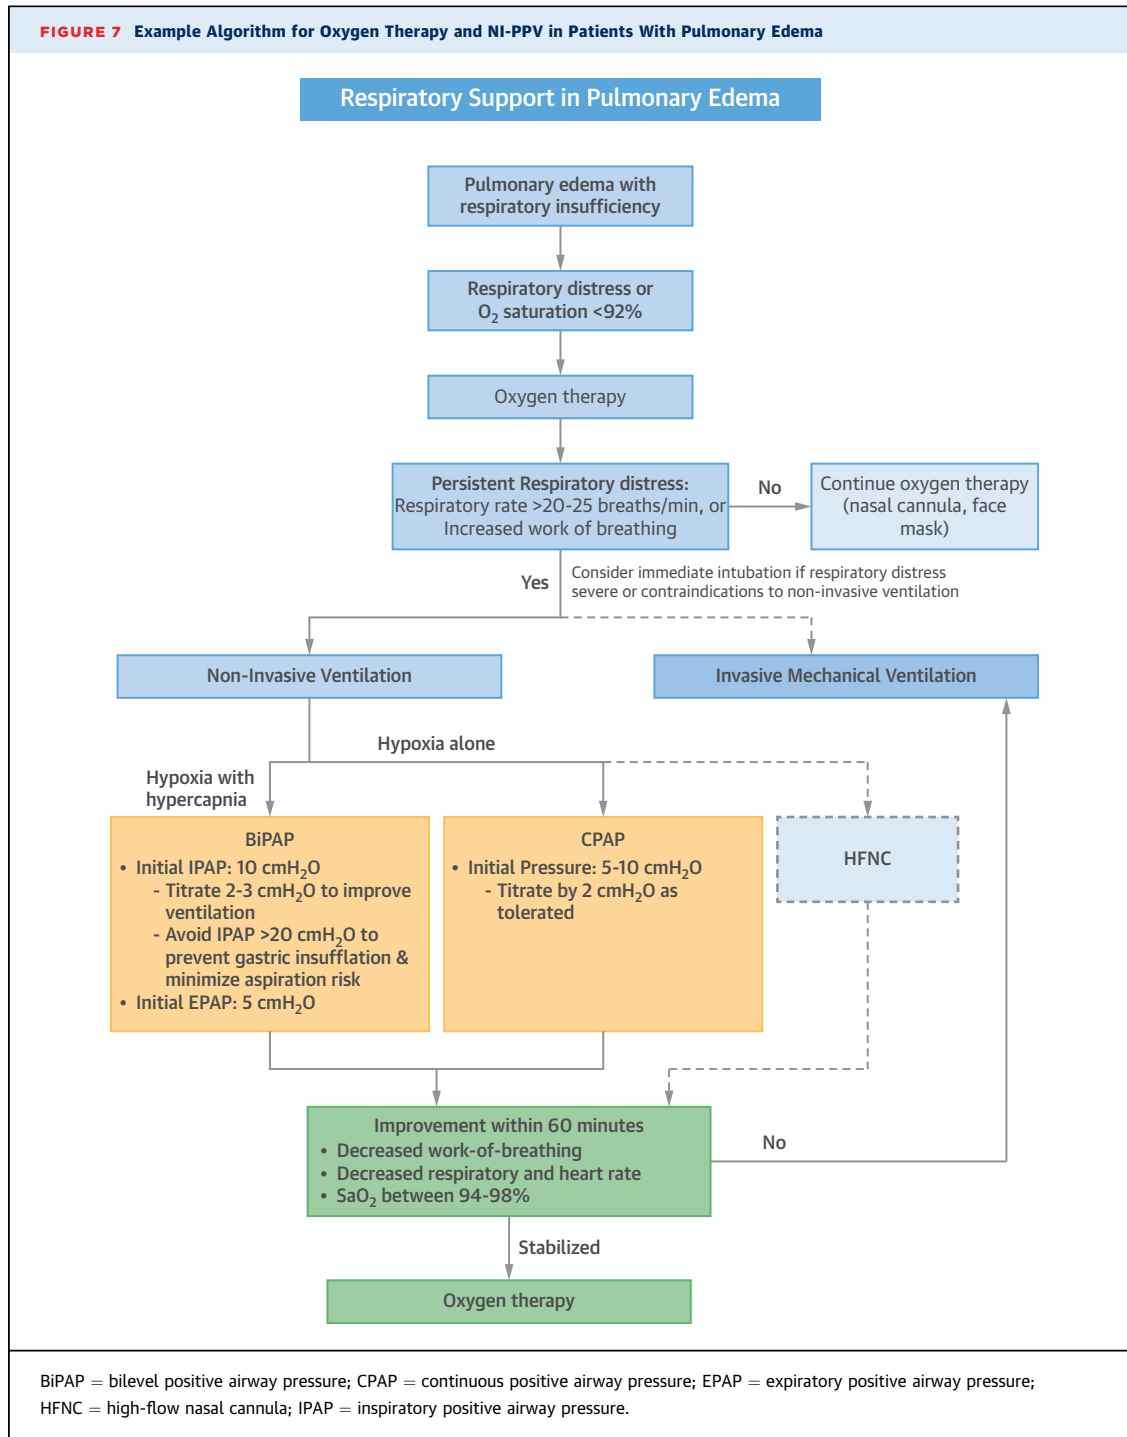 FIGURE 7 Example Algorithm for Oxygen Therapy and NI-PPV in Patients With Pulmonary Edema
Respiratory Support in Pulmonary Edema
Pulmonary edema with
respiratory insufficiency
Respiratory distress or
O₂ saturation <92%
Oxygen therapy
Persistent Respiratory distress:
Respiratory rate >20-25 breaths/min, or
Increased work of breathing
No
Continue oxygen therapy
(nasal cannula, face
mask)
Yes
Consider immediate intubation if respiratory distress
severe or contraindications to non-invasive ventilation
Non-Invasive Ventilation
Invasive Mechanical Ventilation
Hypoxia alone
Hypoxia with
hypercapnia
BiPAP
• Initial IPAP: 10 cmH₂O
- Titrate 2-3 cmH₂O to improve
ventilation
- Avoid IPAP >20 cmH₂O to
prevent gastric insufflation &
minimize aspiration risk
• Initial EPAP: 5 cmH₂O
CPAP
• Initial Pressure: 5-10 cmH₂O
- Titrate by 2 cmH₂O as
tolerated
HFNC
Improvement within 60 minutes
• Decreased work-of-breathing
• Decreased respiratory and heart rate
• SaO₂ between 94-98%
No
Stabilized
Oxygen therapy
BiPAP = bilevel positive airway pressure; CPAP = continuous positive airway pressure; EPAP = expiratory positive airway pressure;
HFNC = high-flow nasal cannula; IPAP = inspiratory positive airway pressure.